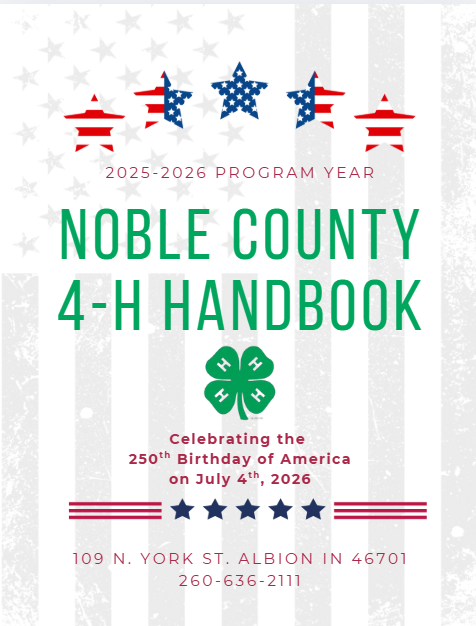 2025-2026 PROGRAM YEAR
NOBLE COUNTY
4-H HANDBOOK
H H
H H
Celebrating the
250th Birthday of America
on July 4th, 2026
109 N. YORK ST. ALBION IN 46701
260-636-2111